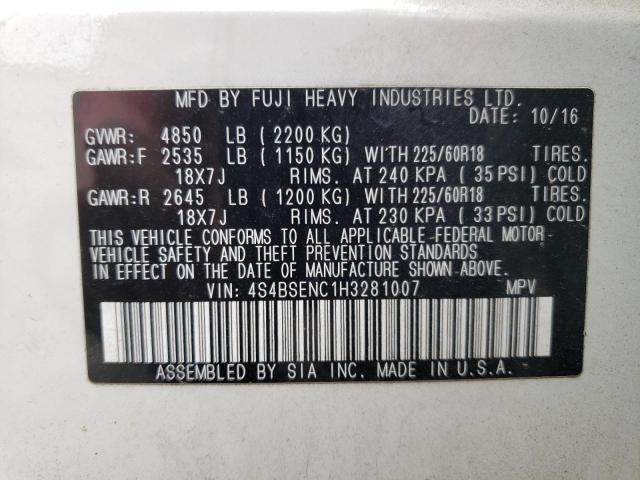 MFD BY FUJI HEAVY INDUSTRIES LTD.
DATE: 10/16
GVWR: 4850 LB ( 2200 KG)
GAWR:F 2535 LB ( 1150 KG) WITH 225/60R18 TIRES.
18X7J RIMS. AT 240 KPA ( 35 PSI) COLD
GAWR:R 2645 LB ( 1200 KG) WITH 225/60R18 TIRES.
18X7J RIMS. AT 230 KPA ( 33 PSI) COLD
THIS VEHICLE CONFORMS TO ALL APPLICABLE FEDERAL MOTOR-
VEHICLE SAFETY AND THEFT PREVENTION STANDARDS
IN EFFECT ON THE DATE OF MANUFACTURE SHOWN ABOVE.
VIN: 4S4BSENC1H3281007 MPV
ASSEMBLED BY SIA INC. MADE IN U.S.A.